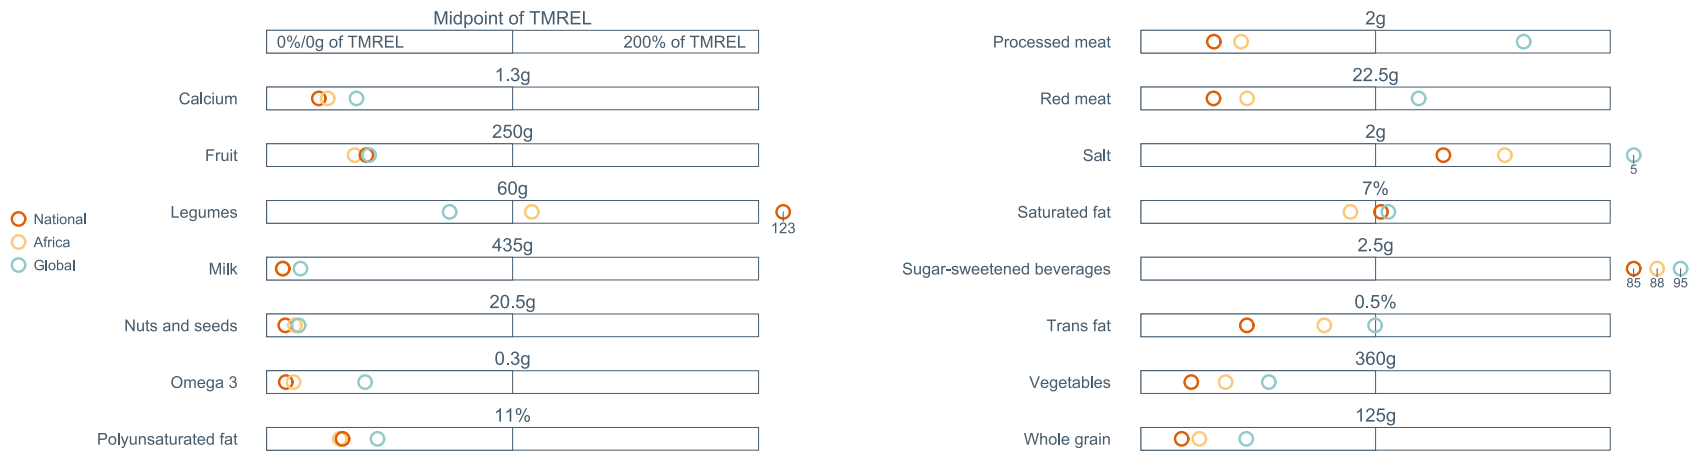 Midpoint of TMREL
0%/0g of TMREL
200% of TMREL
1.3g
Calcium
250g
Fruit
60g
Legumes
123
435g
Milk
20.5g
Nuts and seeds
0.3g
Omega 3
11%
Polyunsaturated fat
National
Africa
Global
2g
Processed meat
22.5g
Red meat
2g
Salt
5
7%
Saturated fat
2.5g
Sugar-sweetened beverages
85 88 95
0.5%
Trans fat
360g
Vegetables
125g
Whole grain